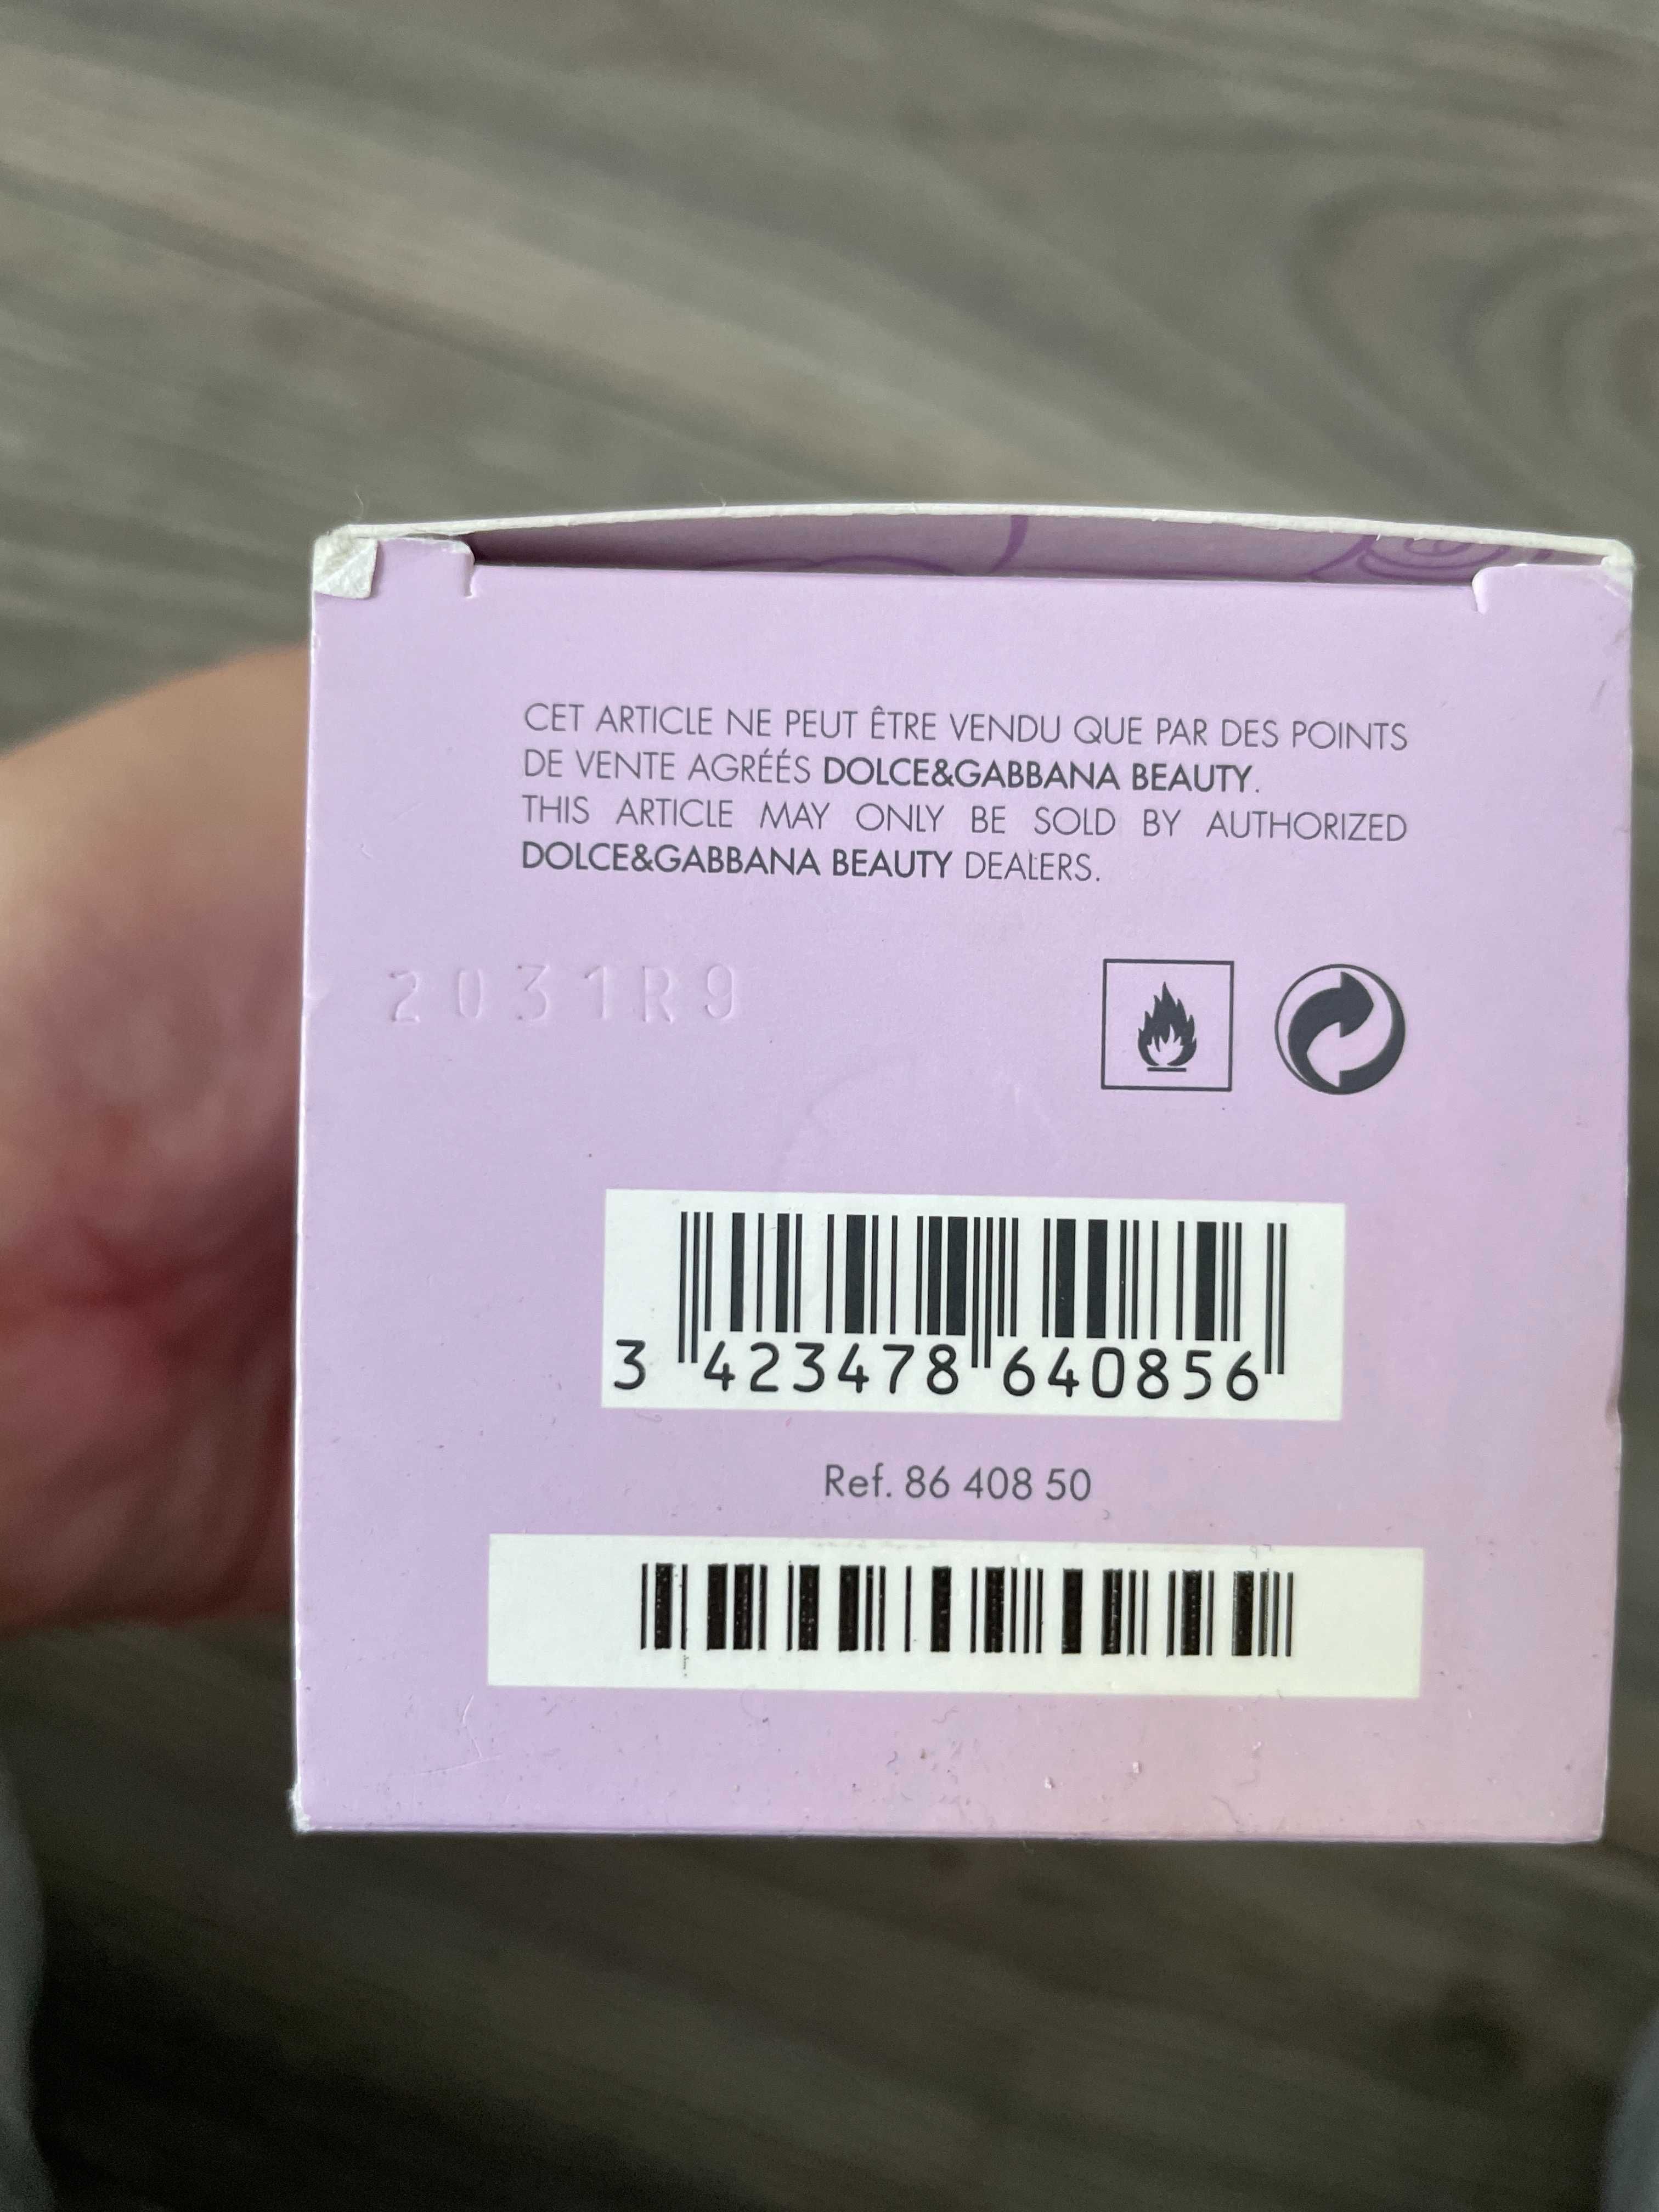 CET ARTICLE NE PEUT ÊTRE VENDU QUE PAR DES POINTS
DE VENTE AGRÉÉS DOLCE&GABBANA BEAUTY.
THIS ARTICLE MAY ONLY BE SOLD BY AUTHORIZED
DOLCE&GABBANA BEAUTY DEALERS.
2031R9
3 423478 640856
Ref. 86 408 50